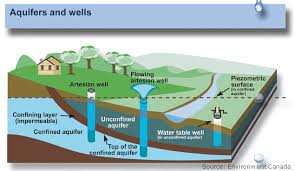 Aquifers and wells
Flowing
artesian well
Artesian well
Piezometric
surface
(in confined aquifer)
Confining layer
(impermeable)
Unconfined
aquifer
Water table well
(in unconfined aquifer)
Confined aquifer
Top of the
confined aquifer
Source: Environment Canada